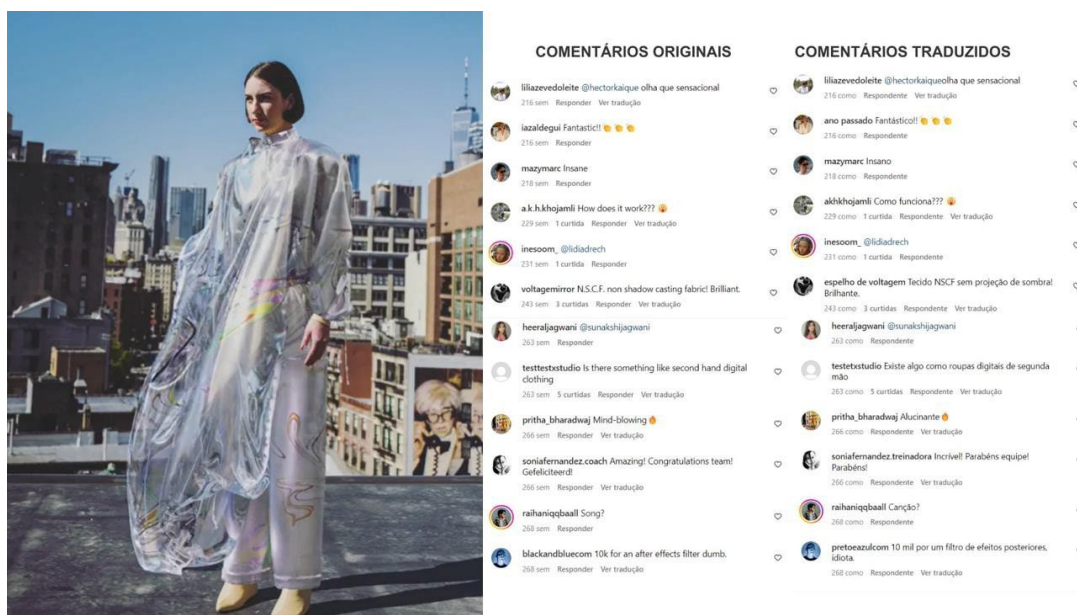 COMENTÁRIOS ORIGINAIS
liliazevedoleite @hectorkaique olha que sensacional
216 sem Responder Ver tradução
iazaldegui Fantastic!! 👏 👏 👏
216 sem Responder
mazymarc Insane
218 sem Responder
a.k.h.khojamli How does it work??? 😱
229 sem 1 curtida Responder Ver tradução
inesoom_ @lidiadrech
231 sem 1 curtida Responder
voltagemirror N.S.C.F. non shadow casting fabric! Brilliant.
243 sem 3 curtidas Responder Ver tradução
heeraljagwani @sunakshijagwani
263 sem Responder
testtestxstudio Is there something like second hand digital
clothing
263 sem 5 curtidas Responder Ver tradução
pritha_bharadwaj Mind-blowing🔥
266 sem Responder Ver tradução
soniafernandez.coach Amazing! Congratulations team!
Gefeliciteerd!
266 sem Responder Ver tradução
raihaniqqbaall Song?
268 sem Responder
blackandbluecom 10k for an after effects filter dumb.
268 sem Responder Ver tradução
COMENTÁRIOS TRADUZIDOS
liliazevedoleite @hectorkaiqueolha que sensacional
216 como Respondente Ver tradução
ano passado Fantástico!! 👏 👏 👏
216 como Respondente
mazymarc Insano
218 como Respondente
akhkhojamli Como funciona??? 😱
229 como 1 curtida Respondente Ver tradução
inesoom_ @lidiadrech
231 como 1 curtida Respondente
espelho de voltagem Tecido NSCF sem projeção de sombra!
Brilhante.
243 como 3 curtidas Respondente Ver tradução
heeraljagwani @sunakshijagwani
263 como Respondente
testetxstudio Existe algo como roupas digitais de segunda
mão
263 como 5 curtidas Respondente Ver tradução
pritha_bharadwaj Alucinante🔥
266 como Respondente Ver tradução
soniafernandez.treinadora Incrível! Parabéns equipe!
Parabéns!
266 como Respondente Ver tradução
raihaniqqbaall Canção?
268 como Respondente
pretoeazulcom 10 mil por um filtro de efeitos posteriores,
idiota.
268 como Respondente Ver tradução